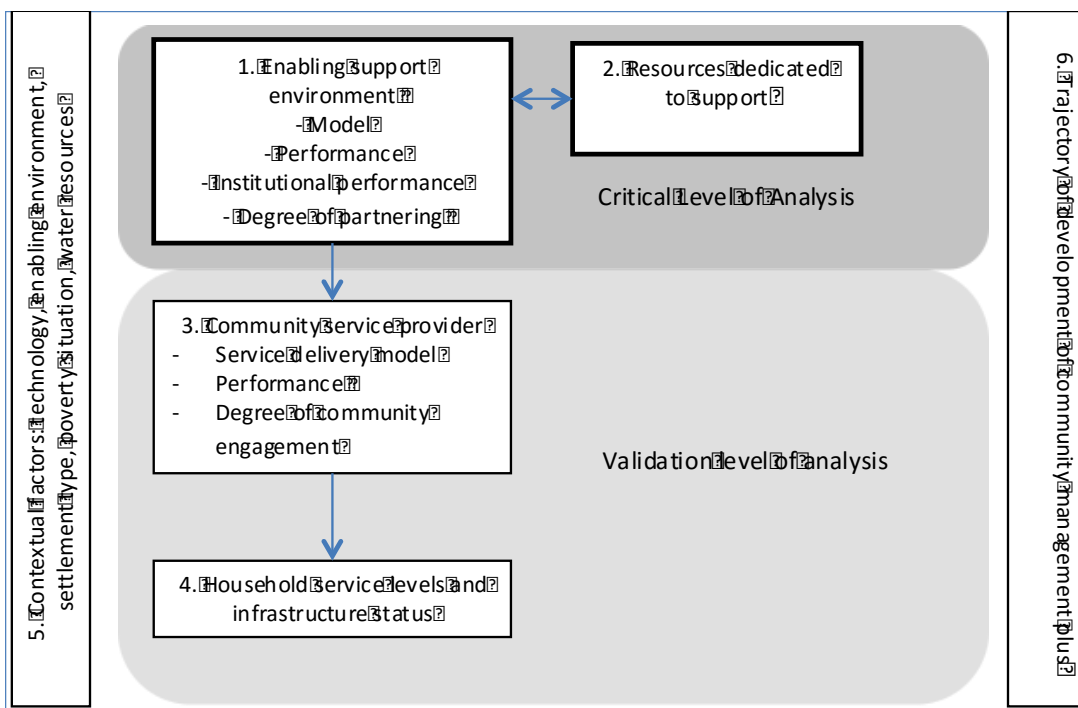 5. Contextual factors: technology, enabling environment,
settlement type, poverty situation, water resources
1. Enabling support
environment
- Model
- Performance
- Institutional performance
- Degree of partnering
2. Resources dedicated
to support
Critical Level of Analysis
3. Community service provider
- Service delivery model
- Performance
- Degree of community
engagement
Validation level of analysis
4. Household service levels and
infrastructure status
6. Trajectory of development of community management plus